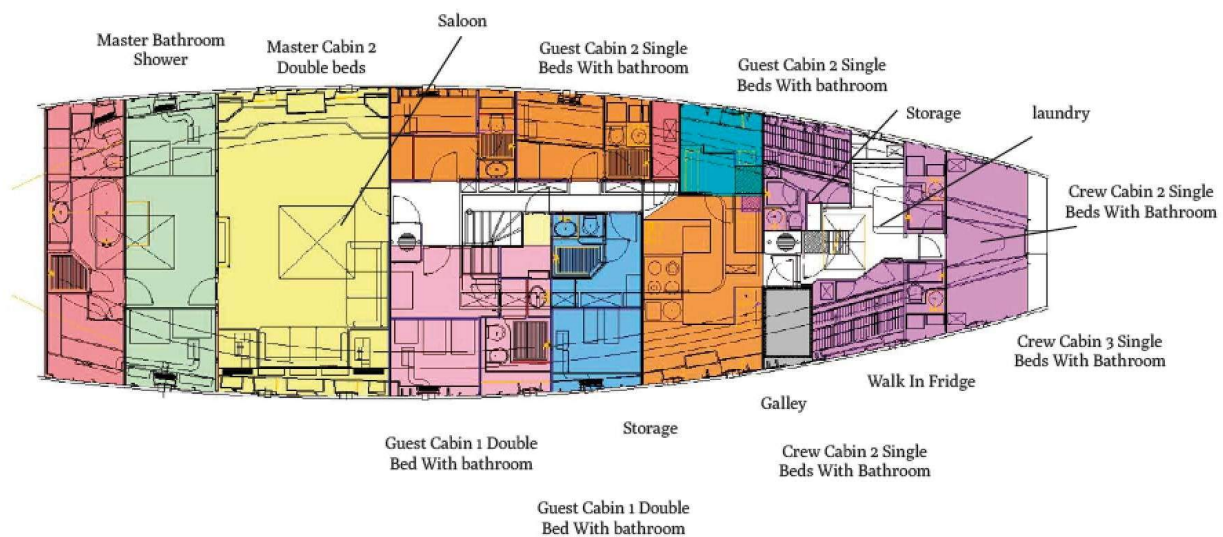 Saloon
Master Bathroom
Shower
Master Cabin 2
Double beds
Guest Cabin 2 Single
Beds With bathroom
Guest Cabin 2 Single
Beds With bathroom
Storage
laundry
Crew Cabin 2 Single
Beds With Bathroom
Crew Cabin 3 Single
Beds With Bathroom
Walk In Fridge
Galley
Storage
Guest Cabin 1 Double
Bed With bathroom
Crew Cabin 2 Single
Beds With Bathroom
Guest Cabin 1 Double
Bed With bathroom